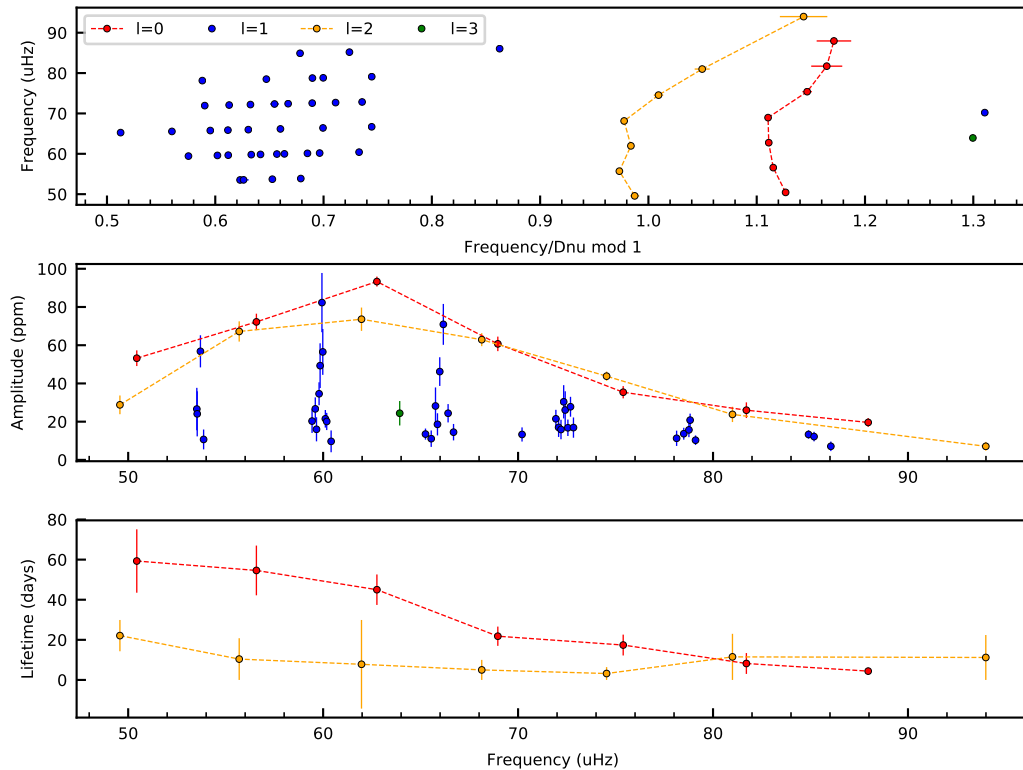 l=0 l=1 l=2 l=3
Frequency (uHz)
90
80
70
60
50
0.5 0.6 0.7 0.8 0.9 1.0 1.1 1.2 1.3
Frequency/Dnu mod 1
Amplitude (ppm)
100
80
60
40
20
0
50 60 70 80 90
Lifetime (days)
80
60
40
20
0
50 60 70 80 90
Frequency (uHz)